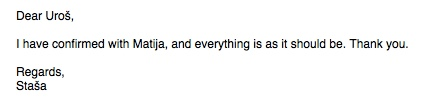 Dear Uroš,
I have confirmed with Matija, and everything is as it should be. Thank you.
Regards,
Staša